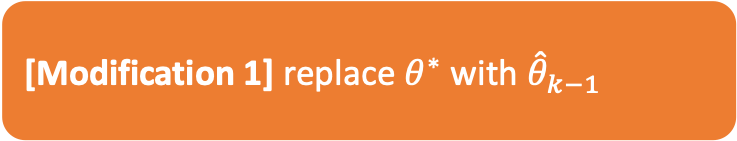 [Modification 1] replace θ* with θ̂ₖ₋₁